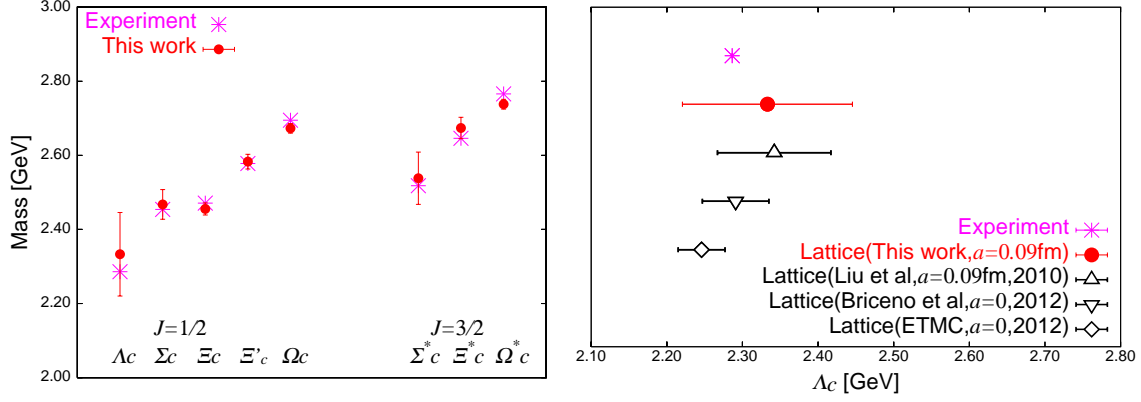 3.00
2.80
2.60
2.40
2.20
2.00
Mass [GeV]
Experiment
This work
J=1/2
J=3/2
Λc Σc Ξc Ξ'c Ωc Σ*c Ξ*c Ω*c
Experiment
Lattice(This work,a=0.09fm)
Lattice(Liu et al,a=0.09fm,2010)
Lattice(Briceno et al,a=0,2012)
Lattice(ETMC,a=0,2012)
2.10 2.20 2.30 2.40 2.50 2.60 2.70 2.80
Λc [GeV]